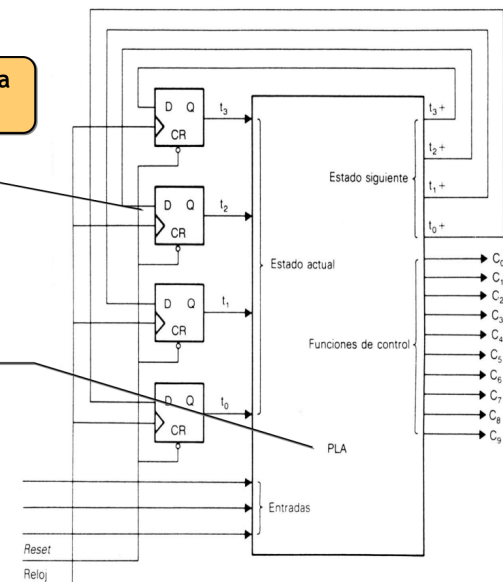 a
D Q
CR
t3
D Q
CR
t2
D Q
CR
t1
D Q
CR
t0
Estado actual
Entradas
PLA
Estado siguiente
t3+
t2+
t1+
t0+
Funciones de control
C0
C1
C2
C3
C4
C5
C6
C7
C8
C9
Reset
Reloj